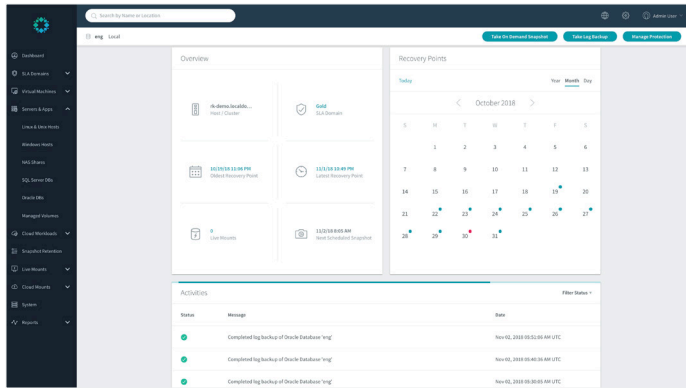 Search by Name or Location
Admin User
eng Local
Take On Demand Snapshot
Take Log Backup
Manage Protection
Dashboard
SLA Domains
Virtual Machines
Servers & Apps
Linux & Unix Hosts
Windows Hosts
NAS Shares
SQL Server DBs
Oracle DBs
Managed Volumes
Cloud Workloads
Snapshot Retention
Live Mounts
Cloud Mounts
System
Reports
Overview
rk-demo.localdo...
Host / Cluster
Gold
SLA Domain
10/19/18 11:06 PM
Oldest Recovery Point
11/1/18 10:49 PM
Latest Recovery Point
0
Live Mounts
11/2/18 8:03 AM
Next Scheduled Snapshot
Recovery Points
Today Year Month Day
October 2018
S M T W T F S
1 2 3 4 5 6
7 8 9 10 11 12 13
14 15 16 17 18 19 20
21 22 23 24 25 26 27
28 29 30 31
Activities Filter Status
Status Message Date
Completed log backup of Oracle Database 'eng' Nov 02, 2018 05:51:06 AM UTC
Completed log backup of Oracle Database 'eng' Nov 02, 2018 05:40:36 AM UTC
Completed log backup of Oracle Database 'eng' Nov 02, 2018 05:30:05 AM UTC